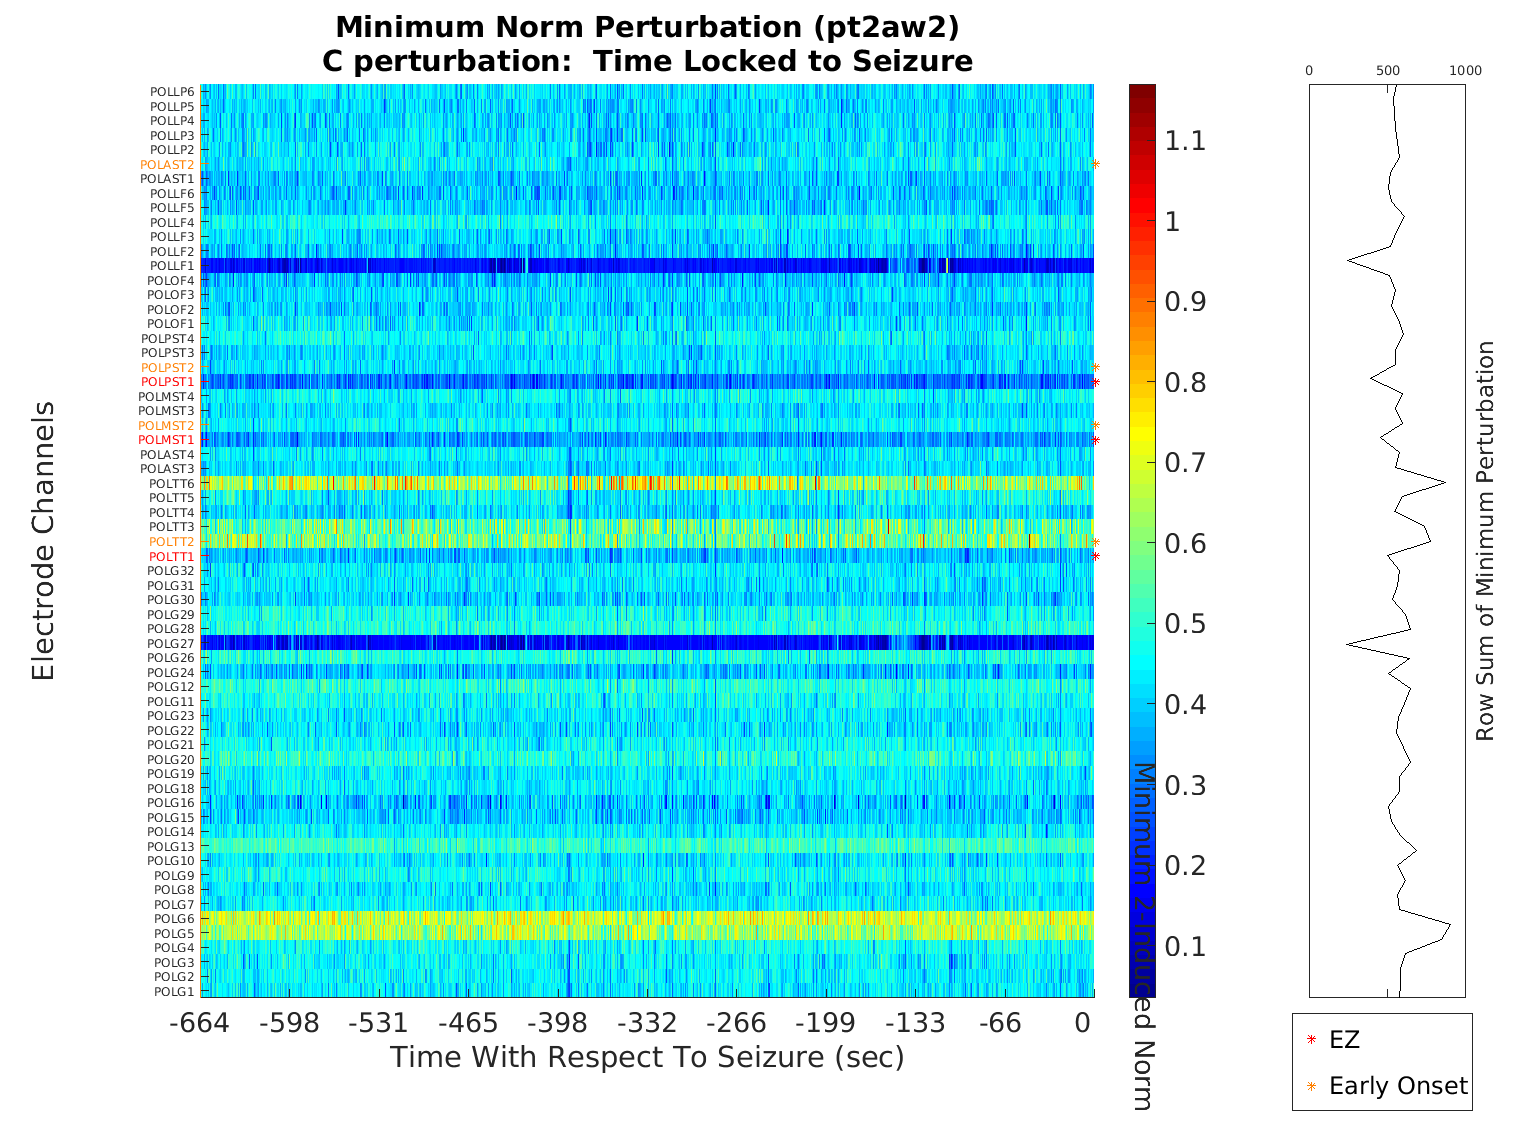 Minimum Norm Perturbation (pt2aw2)
C perturbation: Time Locked to Seizure
Electrode Channels
POLLP6
POLLP5
POLLP4
POLLP3
POLLP2
POLAST2
POLAST1
POLLF6
POLLF5
POLLF4
POLLF3
POLLF2
POLLF1
POLOF4
POLOF3
POLOF2
POLOF1
POLPST4
POLPST3
POLPST2
POLPST1
POLMST4
POLMST3
POLMST2
POLMST1
POLAST4
POLAST3
POLTT6
POLTT5
POLTT4
POLTT3
POLTT2
POLTT1
POLG32
POLG31
POLG30
POLG29
POLG28
POLG27
POLG26
POLG24
POLG12
POLG11
POLG23
POLG22
POLG21
POLG20
POLG19
POLG18
POLG16
POLG15
POLG14
POLG13
POLG10
POLG9
POLG8
POLG7
POLG6
POLG5
POLG4
POLG3
POLG2
POLG1
-664 -598 -531 -465 -398 -332 -266 -199 -133 -66 0
Time With Respect To Seizure (sec)
1.1
1
0.9
0.8
0.7
0.6
0.5
0.4
0.3
0.2
0.1
Minimum 2-Induced Norm
0 500 1000
Row Sum of Minimum Perturbation
EZ
Early Onset